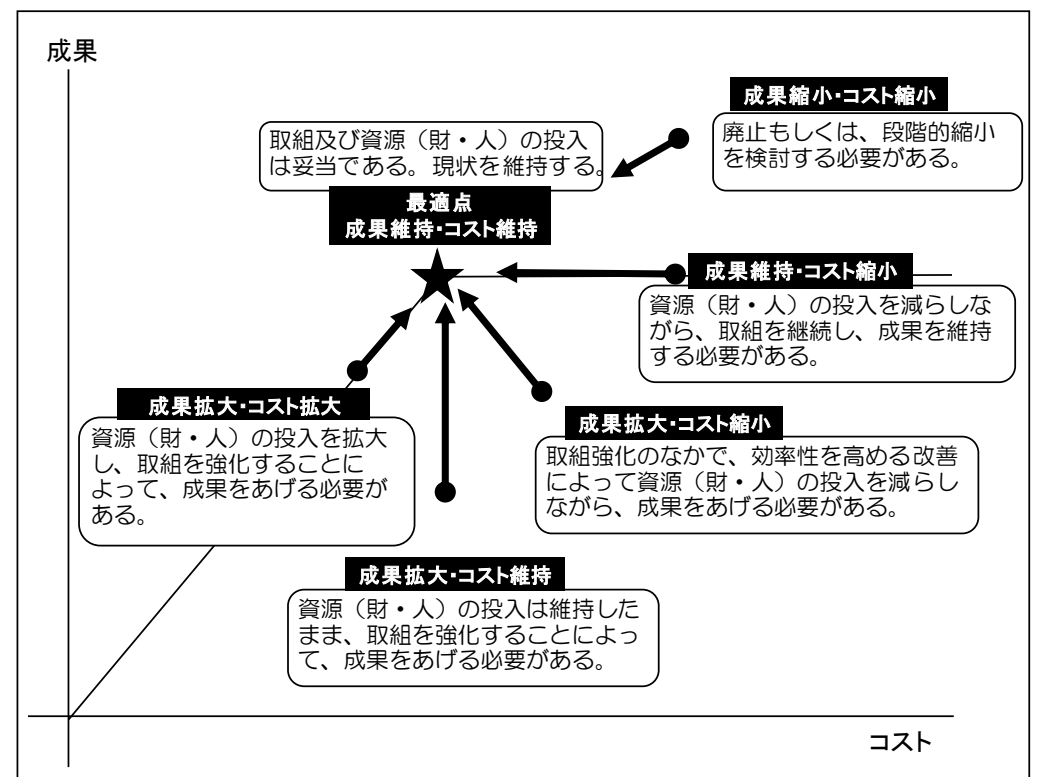 成果
成果縮小・コスト縮小
廃止もしくは、段階的縮小
を検討する必要がある。
取組及び資源（財・人）の投入
は妥当である。現状を維持する。
最適点
成果維持・コスト維持
成果維持・コスト縮小
資源（財・人）の投入を減らしな
がら、取組を継続し、成果を維持
する必要がある。
成果拡大・コスト拡大
資源（財・人）の投入を拡大
し、取組を強化することに
よって、成果をあげる必要が
ある。
成果拡大・コスト縮小
取組強化のなかで、効率性を高める改善
によって資源（財・人）の投入を減らし
ながら、成果をあげる必要がある。
成果拡大・コスト維持
資源（財・人）の投入は維持した
まま、取組を強化することによっ
て、成果をあげる必要がある。
コスト